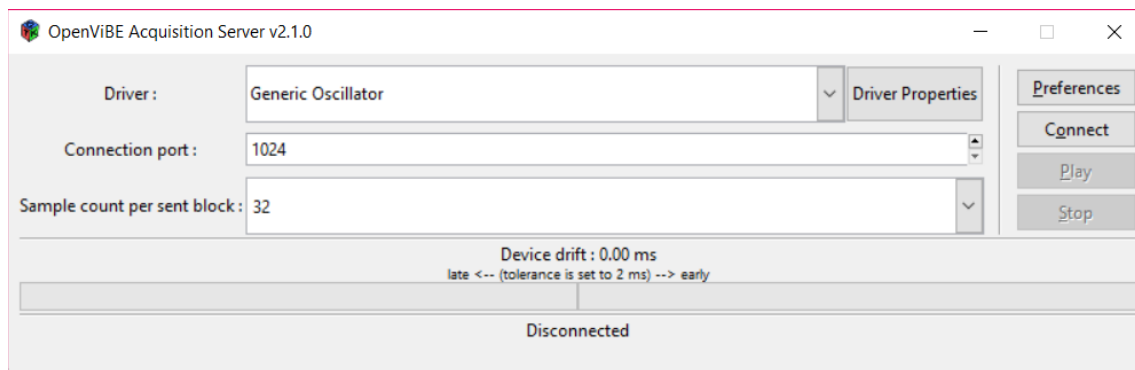 OpenViBE Acquisition Server v2.1.0
Driver :
Generic Oscillator
Driver Properties
Connection port :
1024
Sample count per sent block :
32
Preferences
Connect
Play
Stop
Device drift : 0.00 ms
late <-- (tolerance is set to 2 ms) --> early
Disconnected